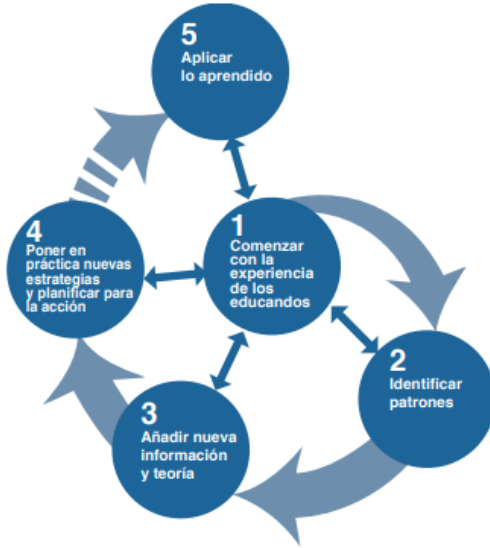 1
Comenzar
con la
experiencia
de los
educandos
2
Identificar
patrones
3
Añadir nueva
información
y teoría
4
Poner en
práctica nuevas
estrategias
y planificar para
la acción
5
Aplicar
lo aprendido